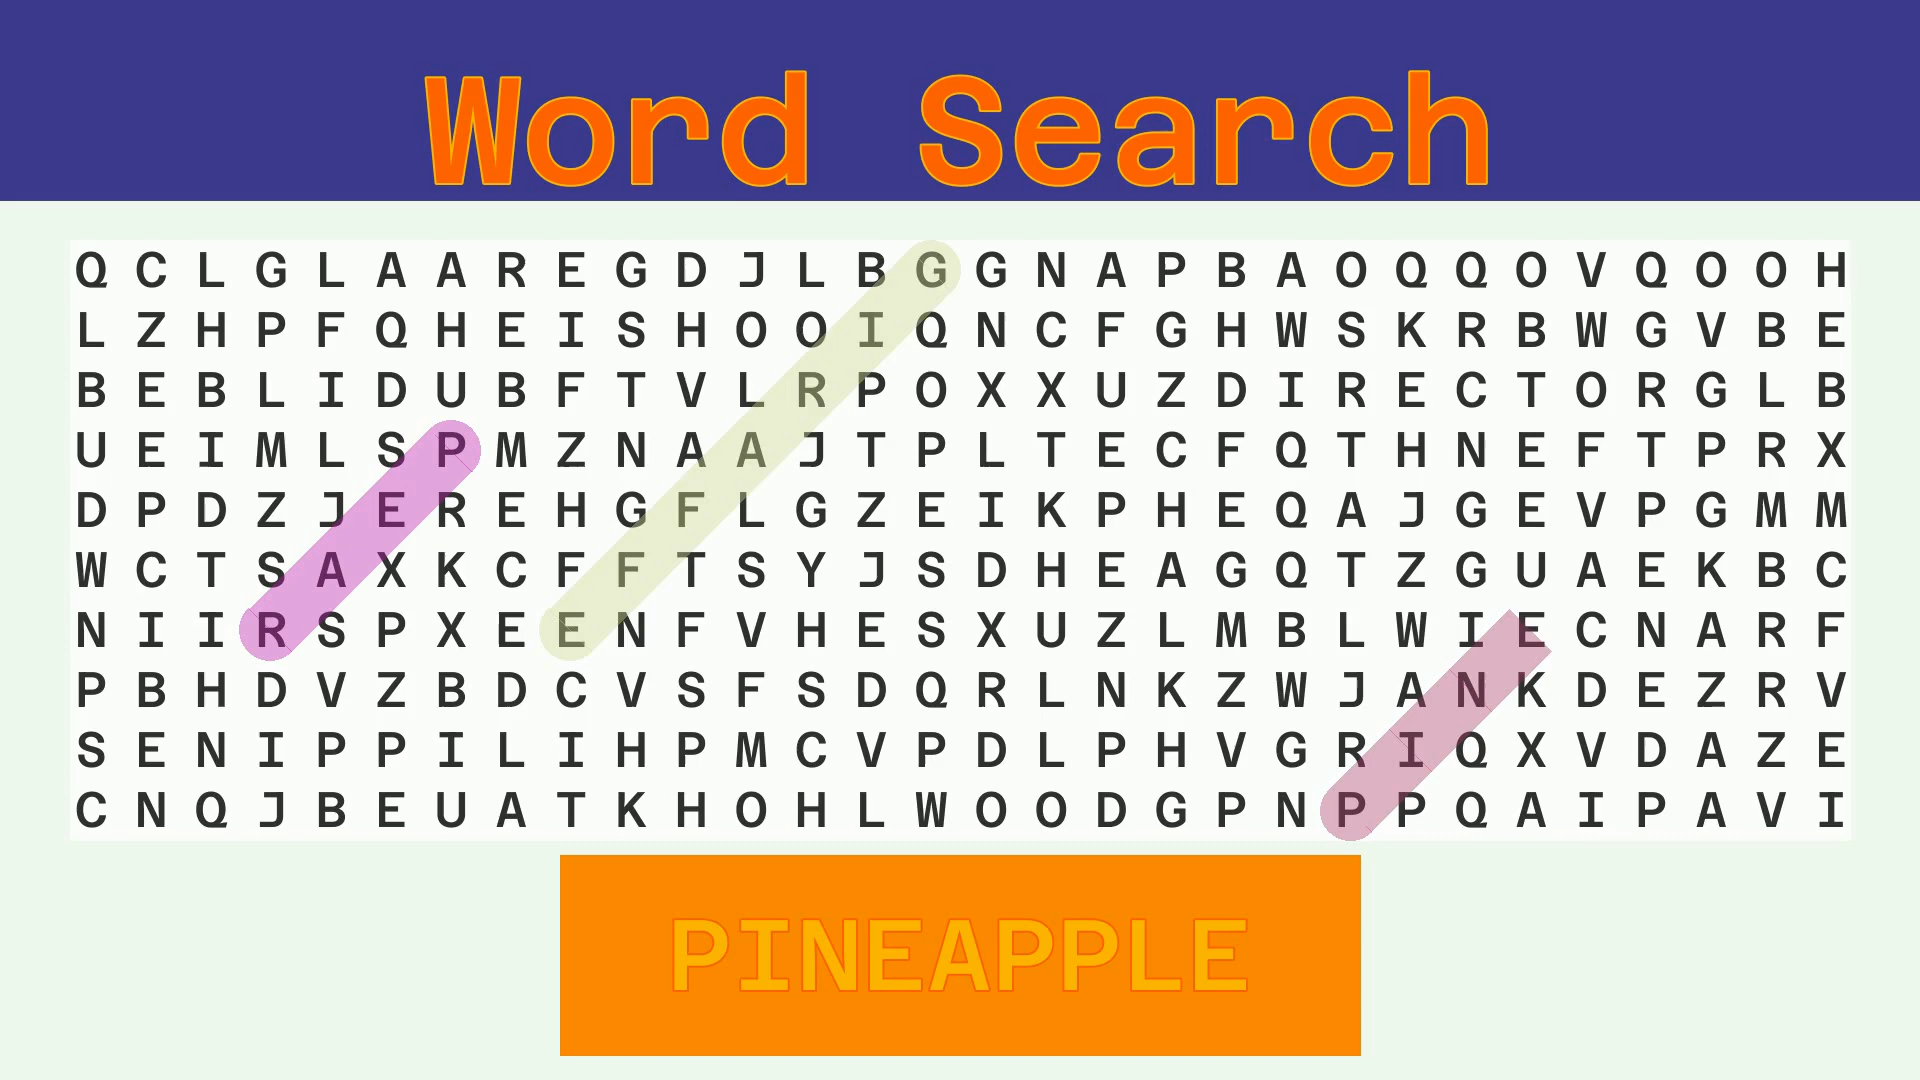 Word Search
Q C L G L A A R E G D J L B G G N A P B A O Q Q O V Q O O H
L Z H P F Q H E I S H O O I Q N C F G H W S K R B W G V B E
B E B L I D U B F T V L R P O X X U Z D I R E C T O R G L B
U E I M L S P M Z N A A J T P L T E C F Q T H N E F T P R X
D P D Z J E R E H G F L G Z E I K P H E Q A J G E V P G M M
W C T S A X K C F F T S Y J S D H E A G Q T Z G U A E K B C
N I I R S P X E E N F V H E S X U Z L M B L W I E C N A R F
P B H D V Z B D C V S F S D Q R L N K Z W J A N K D E Z R V
S E N I P P I L I H P M C V P D L P H V G R I Q X V D A Z E
C N Q J B E U A T K H O H L W O O D G P N P P Q A I P A V I
PINEAPPLE